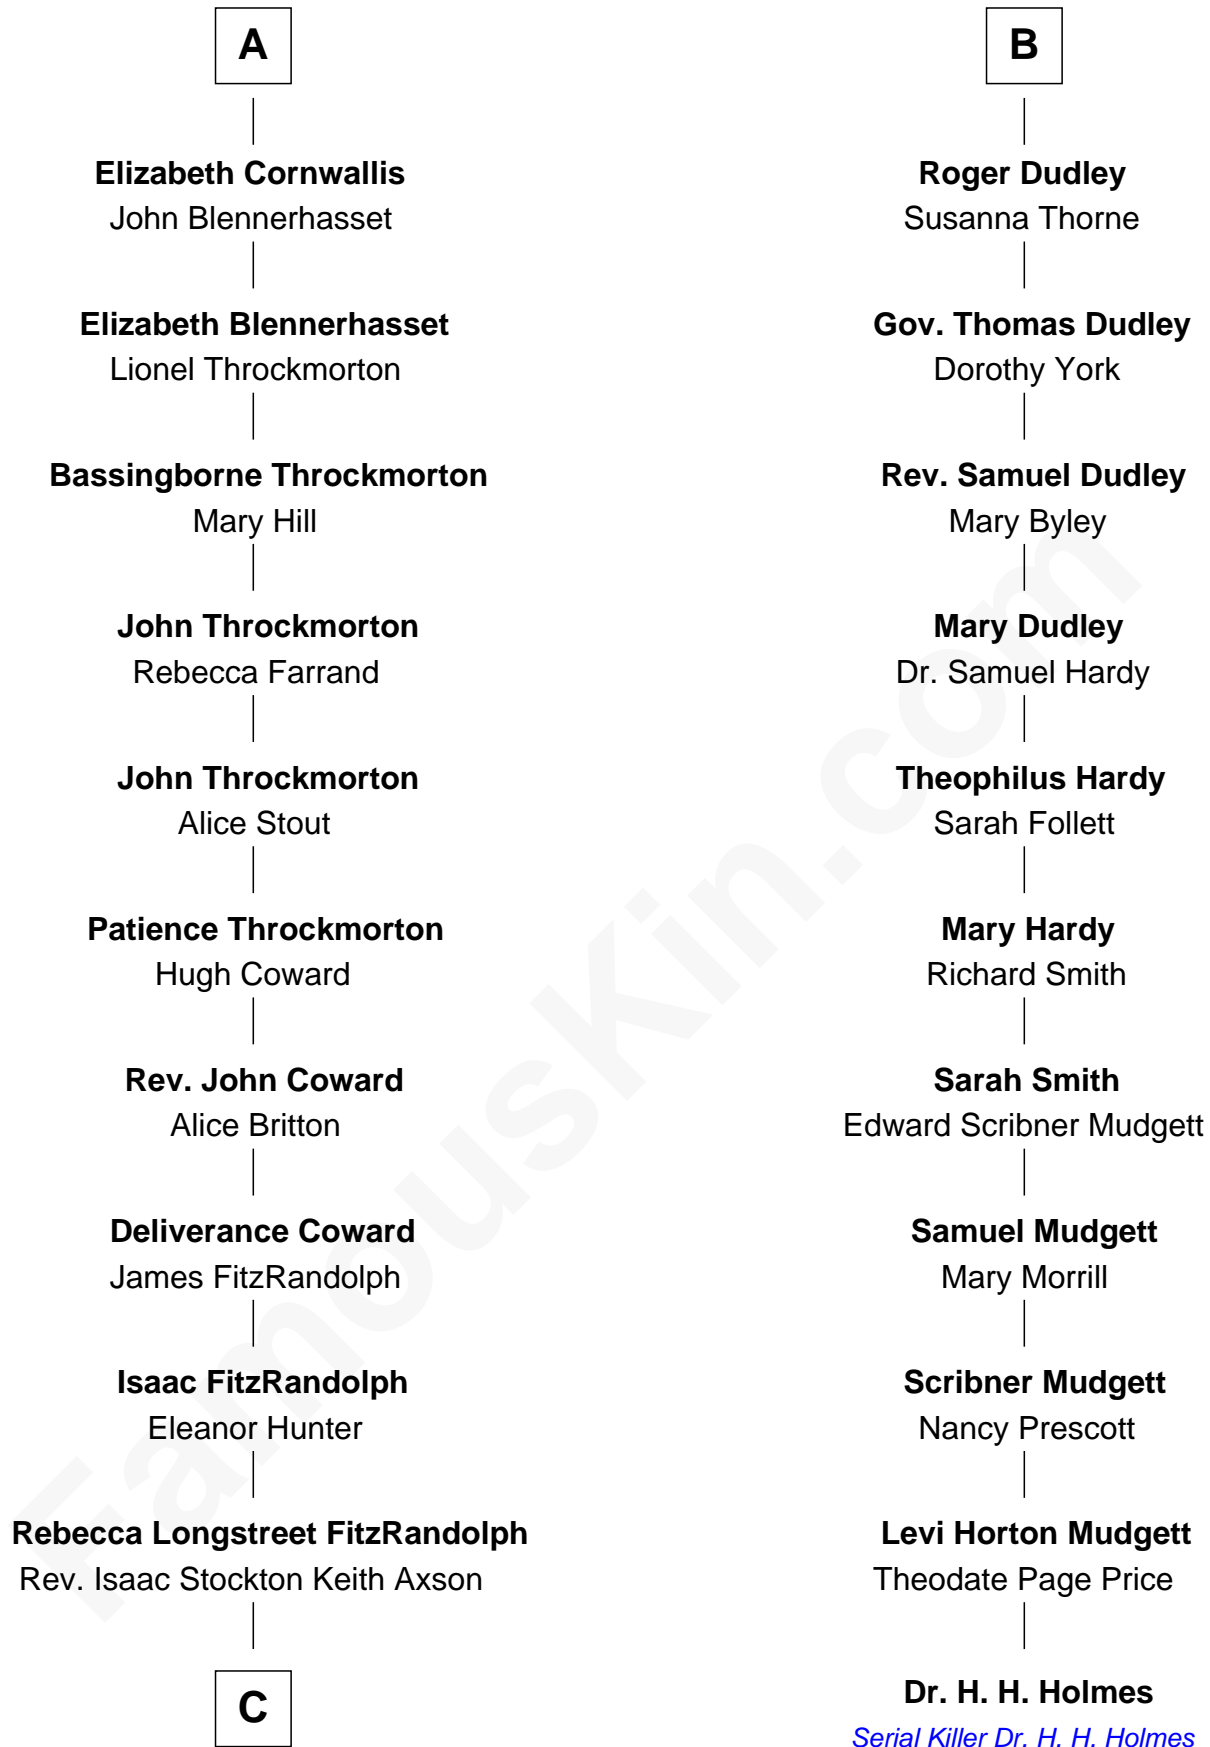 A
Elizabeth Cornwallis
John Blennerhasset
Elizabeth Blennerhasset
Lionel Throckmorton
Bassingborne Throckmorton
Mary Hill
John Throckmorton
Rebecca Farrand
John Throckmorton
Alice Stout
Patience Throckmorton
Hugh Coward
Rev. John Coward
Alice Britton
Deliverance Coward
James FitzRandolph
Isaac FitzRandolph
Eleanor Hunter
Rebecca Longstreet FitzRandolph
Rev. Isaac Stockton Keith Axson
C
B
Roger Dudley
Susanna Thorne
Gov. Thomas Dudley
Dorothy York
Rev. Samuel Dudley
Mary Byley
Mary Dudley
Dr. Samuel Hardy
Theophilus Hardy
Sarah Follett
Mary Hardy
Richard Smith
Sarah Smith
Edward Scribner Mudgett
Samuel Mudgett
Mary Morrill
Scribner Mudgett
Nancy Prescott
Levi Horton Mudgett
Theodate Page Price
Dr. H. H. Holmes
Serial Killer Dr. H. H. Holmes
FamousKin.com